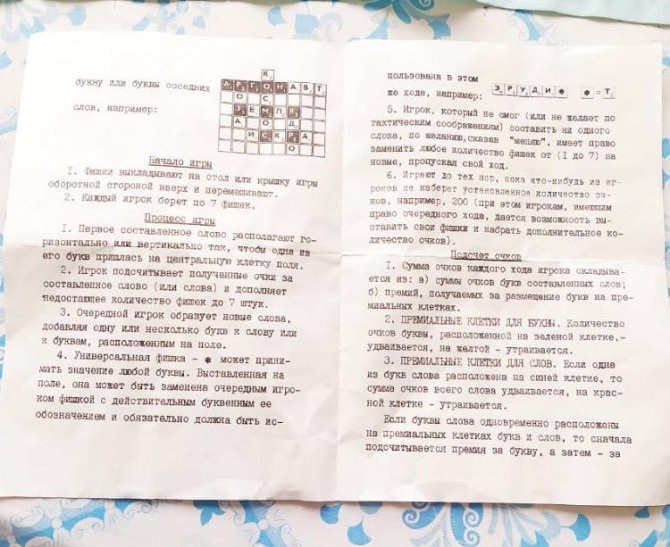 букву или буквы соседних
слов, например:
К
А Р Г О Н А В Т
Начало игры
I. Фишки выкладывают на стол или крышку игры
оборотной стороной вверх и перемешивают.
2. Каждый игрок берет по 7 фишек.
Процесс игры
I. Первое составленное слово располагают го-
ризонтально или вертикально так, чтобы одна из
его букв пришлась на центральную клетку поля.
2. Игрок подсчитывает полученные очки за
составленное слово (или слова) и дополняет
недостающее количество фишек до 7 штук.
3. Очередной игрок образует новые слова,
добавляя одну или несколько букв к слову или
к буквам, расположенным на поле.
4. Универсальная фишка - ✱ может прини-
мать значение любой буквы. Выставленная на
поле, она может быть заменена очередным игро-
ком фишкой с действительным буквенным ее
обозначением и обязательно должна быть ис-
пользована в этом
же ходе, например: Э Р У Д И ✱ ✱ = Т.
5. Игрок, который не смог (или не желает по
тактическим соображениям) составить ни одного
слова, по желанию, сказав "меняю", имеет право
заменить любое количество фишек от (I до 7) на
новые, пропуская свой ход.
6. Играют до тех пор, пока кто-нибудь из иг-
роков не наберет установленное количество оч-
ков, например, 200 (при этом игрокам, имеющим
право очередного хода, дается возможность вы-
ставить свои фишки и набрать дополнительное ко-
личество очков).
Подсчет очков
I. Сумма очков каждого хода игрока складыва-
ется из: а) суммы очков букв составленных слов;
б) премий, получаемых за размещение букв на пре-
миальных клетках.
2. ПРЕМИАЛЬНЫЕ КЛЕТКИ ДЛЯ БУКВЫ. Количество
очков буквы, расположенной на зеленой клетке,-
удваивается, на желтой - утраивается.
3. ПРЕМИАЛЬНЫЕ КЛЕТКИ ДЛЯ СЛОВ. Если одна
из букв слова расположена на синей клетке, то
сумма очков всего слова удваивается, на крас-
ной клетке - утраивается.
Если буквы слова одновременно расположены
на премиальных клетках букв и слов, то сначала
подсчитывается премия за букву, а затем - за